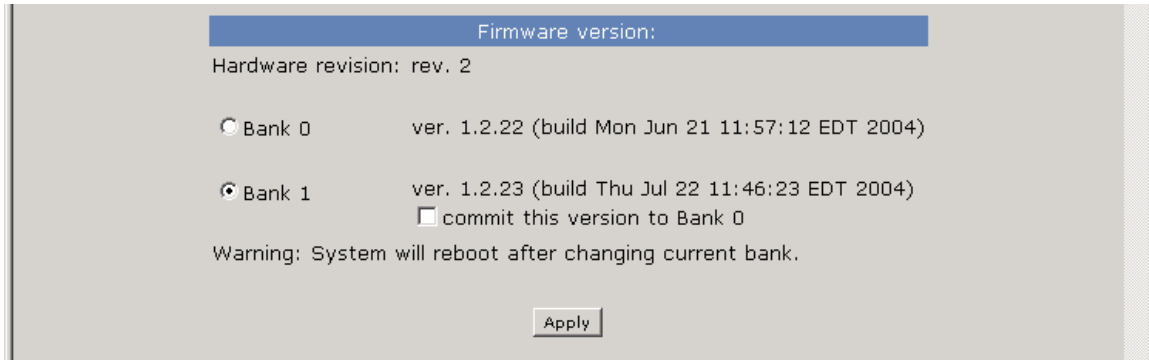 Firmware version:
Hardware revision: rev. 2
Bank 0 ver. 1.2.22 (build Mon Jun 21 11:57:12 EDT 2004)
Bank 1 ver. 1.2.23 (build Thu Jul 22 11:46:23 EDT 2004)
commit this version to Bank 0
Warning: System will reboot after changing current bank.
Apply